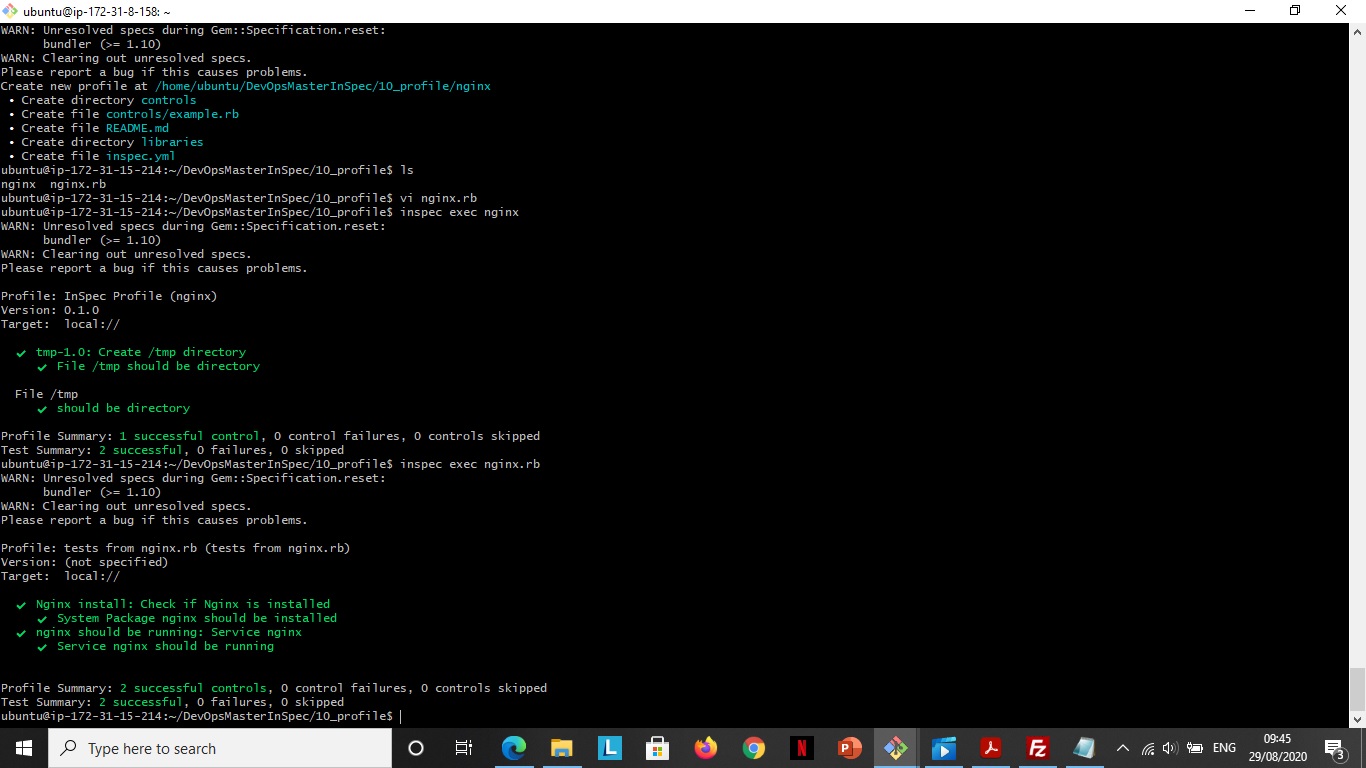 ubuntu@ip-172-31-8-158: ~
WARN: Unresolved specs during Gem::Specification.reset:
      bundler (>= 1.10)
WARN: Clearing out unresolved specs.
Please report a bug if this causes problems.
Create new profile at /home/ubuntu/DevOpsMasterInSpec/10_profile/nginx
 • Create directory controls
 • Create file controls/example.rb
 • Create file README.md
 • Create directory libraries
 • Create file inspec.yml
ubuntu@ip-172-31-15-214:~/DevOpsMasterInSpec/10_profile$ ls
nginx  nginx.rb
ubuntu@ip-172-31-15-214:~/DevOpsMasterInSpec/10_profile$ vi nginx.rb
ubuntu@ip-172-31-15-214:~/DevOpsMasterInSpec/10_profile$ inspec exec nginx
WARN: Unresolved specs during Gem::Specification.reset:
      bundler (>= 1.10)
WARN: Clearing out unresolved specs.
Please report a bug if this causes problems.
Profile: InSpec Profile (nginx)
Version: 0.1.0
Target:  local://
✔ tmp-1.0: Create /tmp directory
✔ File /tmp should be directory
File /tmp
✔ should be directory
Profile Summary: 1 successful control, 0 control failures, 0 controls skipped
Test Summary: 2 successful, 0 failures, 0 skipped
ubuntu@ip-172-31-15-214:~/DevOpsMasterInSpec/10_profile$ inspec exec nginx.rb
WARN: Unresolved specs during Gem::Specification.reset:
      bundler (>= 1.10)
WARN: Clearing out unresolved specs.
Please report a bug if this causes problems.
Profile: tests from nginx.rb (tests from nginx.rb)
Version: (not specified)
Target:  local://
✔ Nginx install: Check if Nginx is installed
✔ System Package nginx should be installed
✔ nginx should be running: Service nginx
✔ Service nginx should be running
Profile Summary: 2 successful controls, 0 control failures, 0 controls skipped
Test Summary: 2 successful, 0 failures, 0 skipped
ubuntu@ip-172-31-15-214:~/DevOpsMasterInSpec/10_profile$
Type here to search
L
N
P
Fz
ENG
09:45
29/08/2020
3